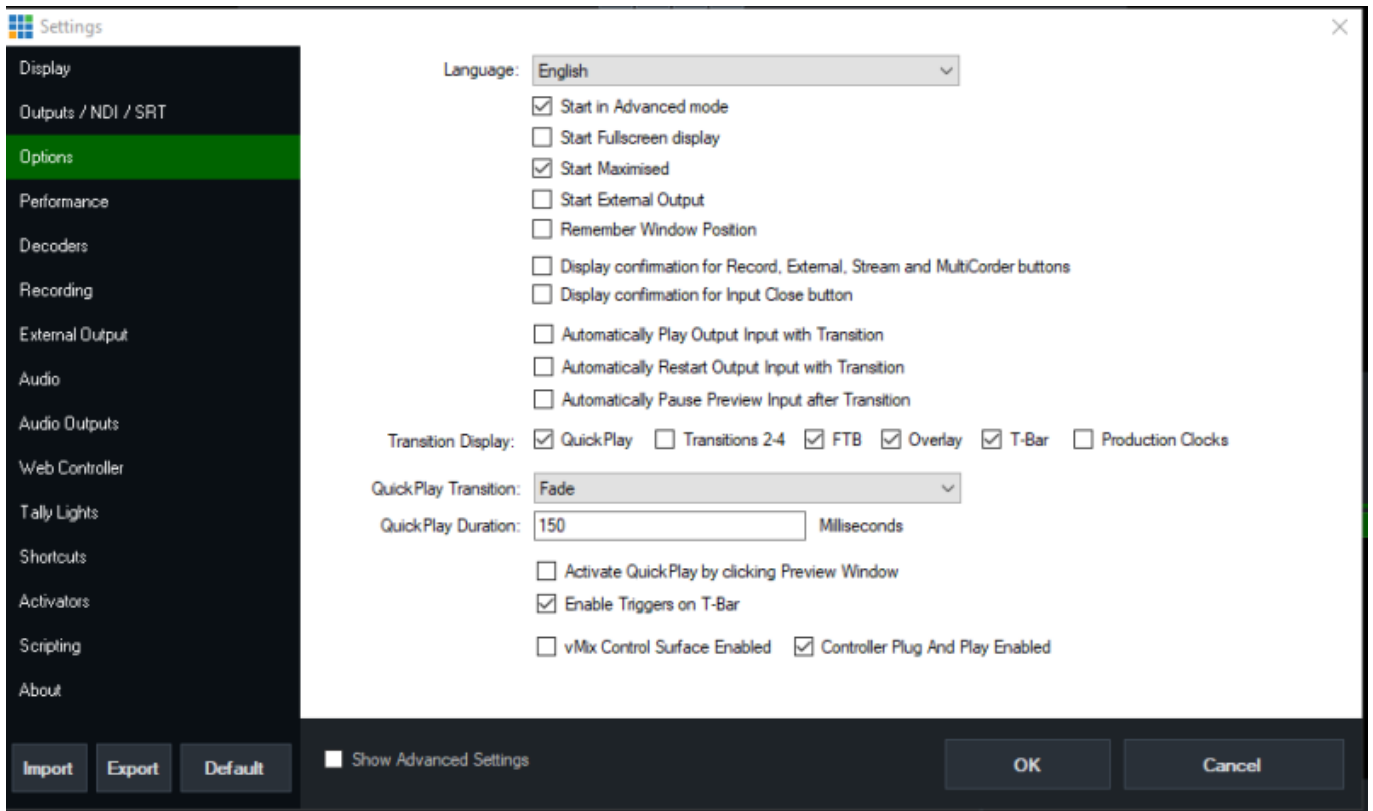 Settings
Display
Outputs / NDI / SRT
Options
Performance
Decoders
Recording
External Output
Audio
Audio Outputs
Web Controller
Tally Lights
Shortcuts
Activators
Scripting
About
Import Export Default
Language: English
Start in Advanced mode
Start Fullscreen display
Start Maximised
Start External Output
Remember Window Position
Display confirmation for Record, External, Stream and MultiCorder buttons
Display confirmation for Input Close button
Automatically Play Output Input with Transition
Automatically Restart Output Input with Transition
Automatically Pause Preview Input after Transition
Transition Display: QuickPlay Transitions 2-4 FTB Overlay T-Bar Production Clocks
QuickPlay Transition: Fade
QuickPlay Duration: 150 Milliseconds
Activate QuickPlay by clicking Preview Window
Enable Triggers on T-Bar
vMix Control Surface Enabled Controller Plug And Play Enabled
Show Advanced Settings OK Cancel